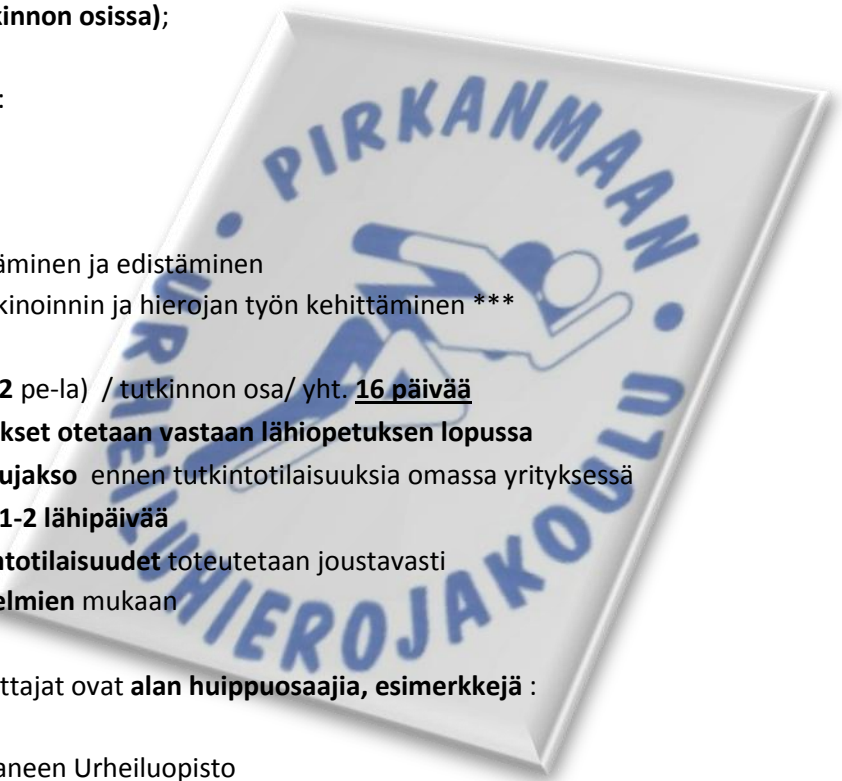 kinnon osissa);
:
äminen ja edistäminen
kinoinnin ja hierojan työn kehittäminen ***
2 pe-la) / tutkinnon osa/ yht. 16 päivää
kset otetaan vastaan lähiopetuksen lopussa
ujakso ennen tutkintotilaisuuksia omassa yrityksessä
1-2 lähipäivää
totilaisuudet toteutetaan joustavasti
elmien mukaan
ttajat ovat alan huippuosaajia, esimerkkejä :
aneen Urheiluopisto
• PIRKANMAAN •
URHEILUHIEROJAKOULU